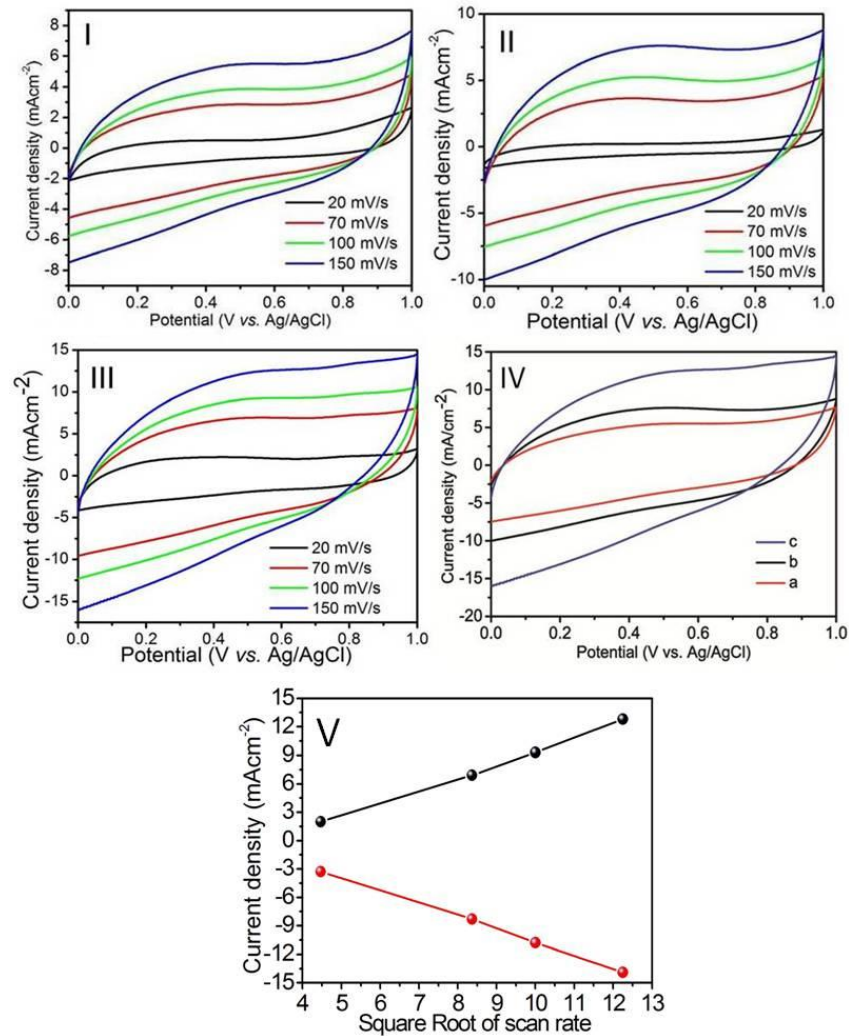 I
Current density (mAcm-2)
8
6
4
2
0
-2
-4
-6
-8
20 mV/s
70 mV/s
100 mV/s
150 mV/s
0.0 0.2 0.4 0.6 0.8 1.0
Potential (V vs. Ag/AgCl)
II
Current density (mAcm-2)
10
5
0
-5
-10
20 mV/s
70 mV/s
100 mV/s
150 mV/s
0.0 0.2 0.4 0.6 0.8 1.0
Potential (V vs. Ag/AgCl)
III
Current density (mAcm-2)
15
10
5
0
-5
-10
-15
20 mV/s
70 mV/s
100 mV/s
150 mV/s
0.0 0.2 0.4 0.6 0.8 1.0
Potential (V vs. Ag/AgCl)
IV
Current density (mA/cm-2)
15
10
5
0
-5
-10
-15
-20
c
b
a
0.0 0.2 0.4 0.6 0.8 1.0
Potential (V vs. Ag/AgCl)
V
Current density (mAcm-2)
15
12
9
6
3
0
-3
-6
-9
-12
-15
4 5 6 7 8 9 10 11 12 13
Square Root of scan rate